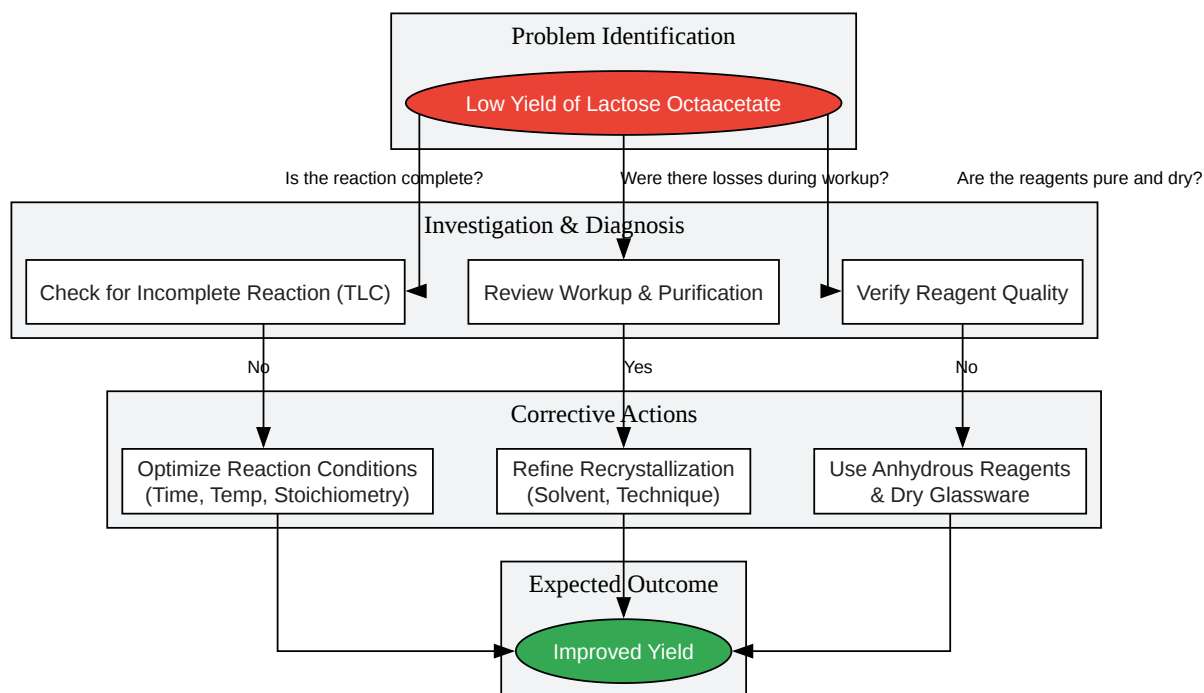 Problem Identification
Low Yield of Lactose Octaacetate
Is the reaction complete?
Were there losses during workup?
Are the reagents pure and dry?
Investigation & Diagnosis
Check for Incomplete Reaction (TLC)
Review Workup & Purification
Verify Reagent Quality
No
Yes
No
Corrective Actions
Optimize Reaction Conditions
(Time, Temp, Stoichiometry)
Refine Recrystallization
(Solvent, Technique)
Use Anhydrous Reagents
& Dry Glassware
Expected Outcome
Improved Yield